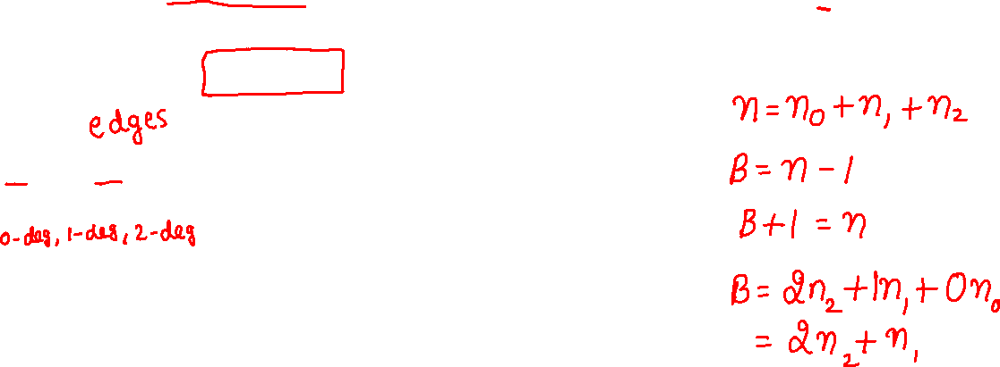 edges
0-deg, 1-deg, 2-deg
n = n₀ + n₁ + n₂
B = n - 1
B + 1 = n
B = 2n₂ + 1n₁ + 0n₀
= 2n₂ + n₁